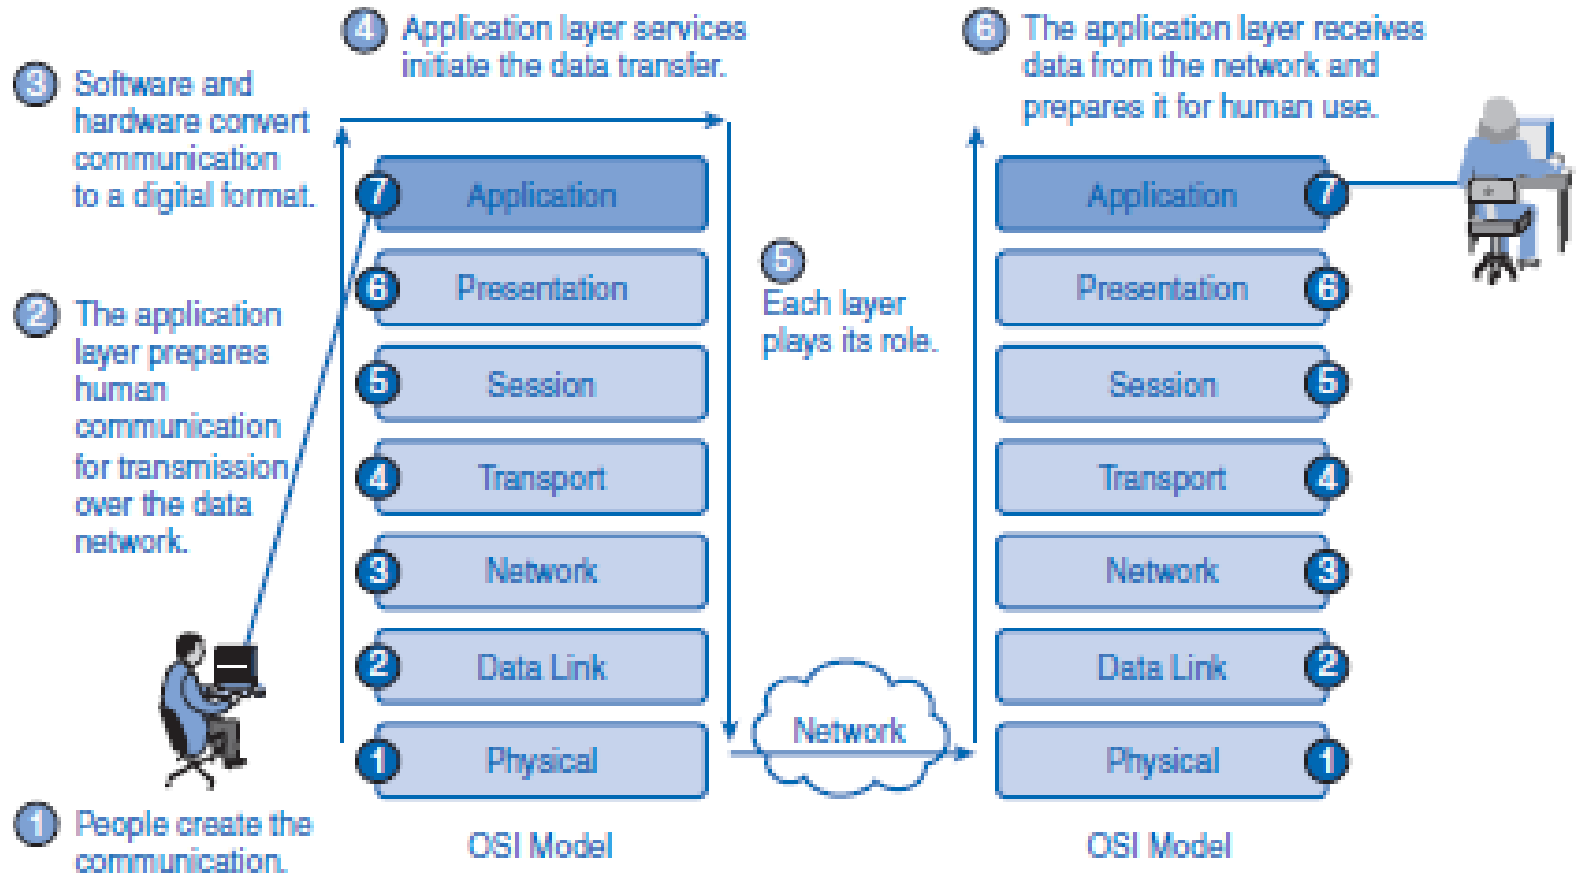 4 Application layer services
initiate the data transfer.
6 The application layer receives
data from the network and
prepares it for human use.
3 Software and
hardware convert
communication
to a digital format.
7 Application
Application 7
5
Each layer
plays its role.
6 Presentation
Presentation 6
2 The application
layer prepares
human
communication
for transmission
over the data
network.
5 Session
Session 5
4 Transport
Transport 4
3 Network
Network 3
2 Data Link
Data Link 2
Network
1 Physical
Physical 1
1 People create the
communication.
OSI Model
OSI Model